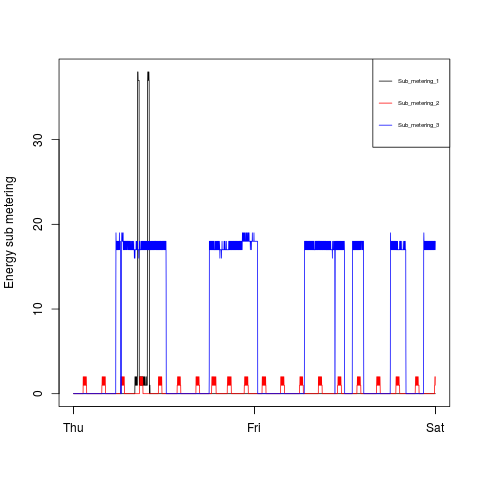 Sub_metering_1
Sub_metering_2
Sub_metering_3
Energy sub metering
30
20
10
0
Thu Fri Sat